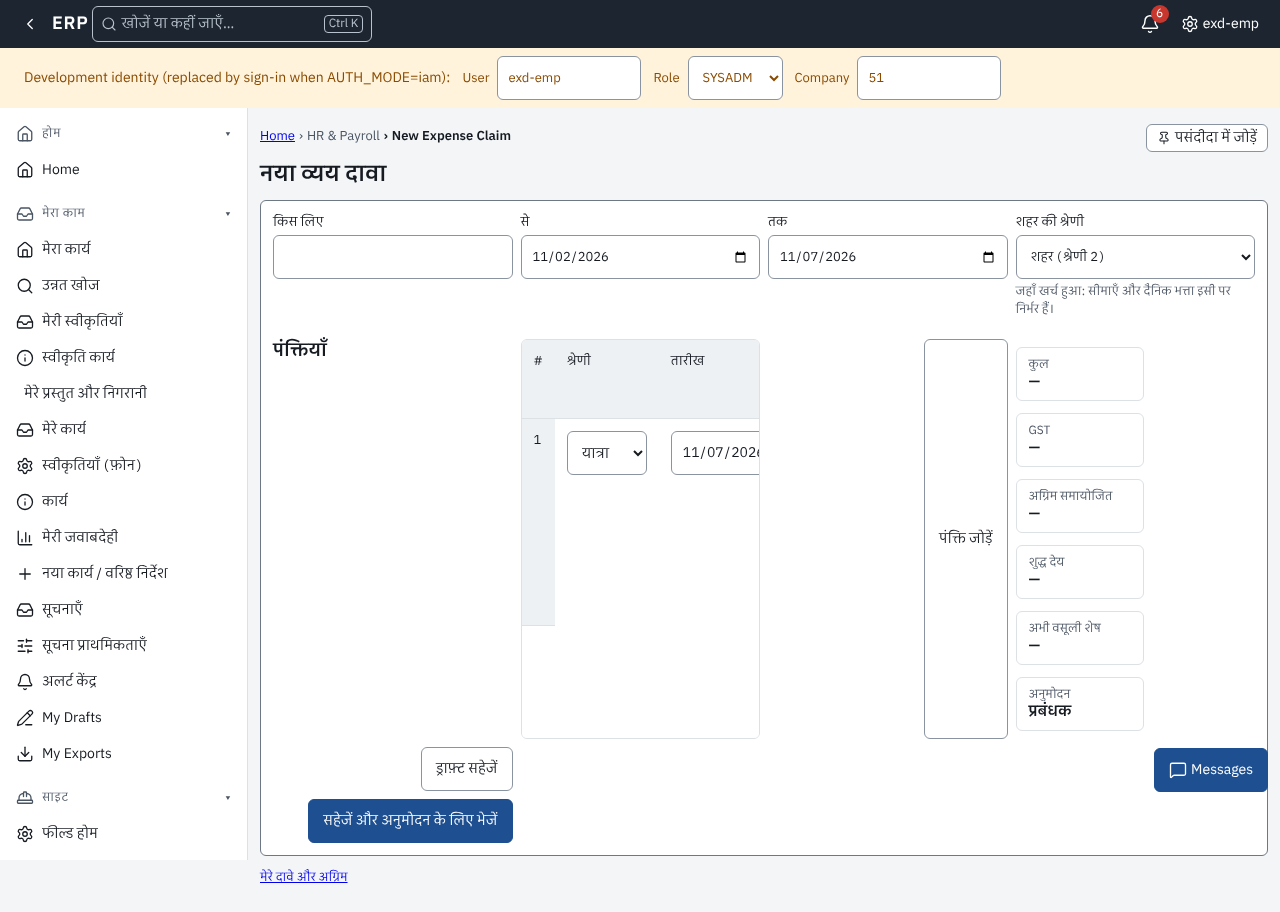 ERP
खोजें या कहीं जाएँ...
Ctrl K
6
exd-emp
Development identity (replaced by sign-in when AUTH_MODE=iam):
User
exd-emp
Role
SYSADM
Company
51
होम
Home
मेरा काम
मेरा कार्य
उन्नत खोज
मेरी स्वीकृतियाँ
स्वीकृति कार्य
मेरे प्रस्तुत और निगरानी
मेरे कार्य
स्वीकृतियाँ (फ़ोन)
कार्य
मेरी जवाबदेही
नया कार्य / वरिष्ठ निर्देश
सूचनाएँ
सूचना प्राथमिकताएँ
अलर्ट केंद्र
My Drafts
My Exports
साइट
फील्ड होम
Home › HR & Payroll › New Expense Claim
पसंदीदा में जोड़ें
नया व्यय दावा
किस लिए
से
11/02/2026
तक
11/07/2026
शहर की श्रेणी
शहर (श्रेणी 2)
जहाँ खर्च हुआ: सीमाएँ और दैनिक भत्ता इसी पर
निर्भर हैं।
पंक्तियाँ
# श्रेणी तारीख
1 यात्रा 11/07/2026
पंक्ति जोड़ें
कुल
—
GST
—
अग्रिम समायोजित
—
शुद्ध देय
—
अभी वसूली शेष
—
अनुमोदन
प्रबंधक
ड्राफ़्ट सहेजें
Messages
सहेजें और अनुमोदन के लिए भेजें
मेरे दावे और अग्रिम